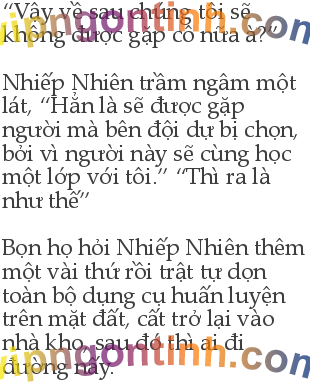 “Vậy về sau chúng tôi sẽ
không được gặp cô nữa à?”
Nhiếp Nhiên trầm ngâm một
lát, “Hẳn là sẽ được gặp
người mà bên đội dự bị chọn,
bởi vì người này sẽ cùng học
một lớp với tôi.” “Thì ra là
như thế”
Bọn họ hỏi Nhiếp Nhiên thêm
một vài thứ rồi trật tự dọn
toàn bộ dụng cụ huấn luyện
trên mặt đất, cất trở lại vào
nhà kho, sau đó thì ai đi
đường nấy.
vipngontinh.com
vipngontinh.com